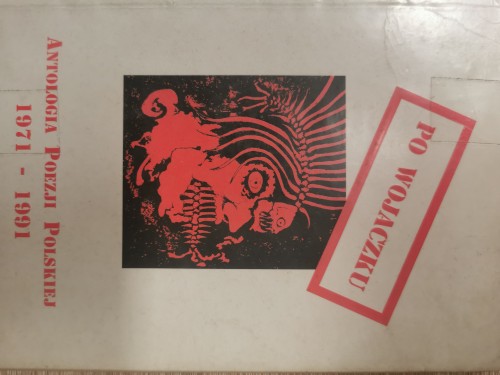 PO WOJACZKU
ANTOLOGIA POEZJI POLSKIEJ
1971 - 1991